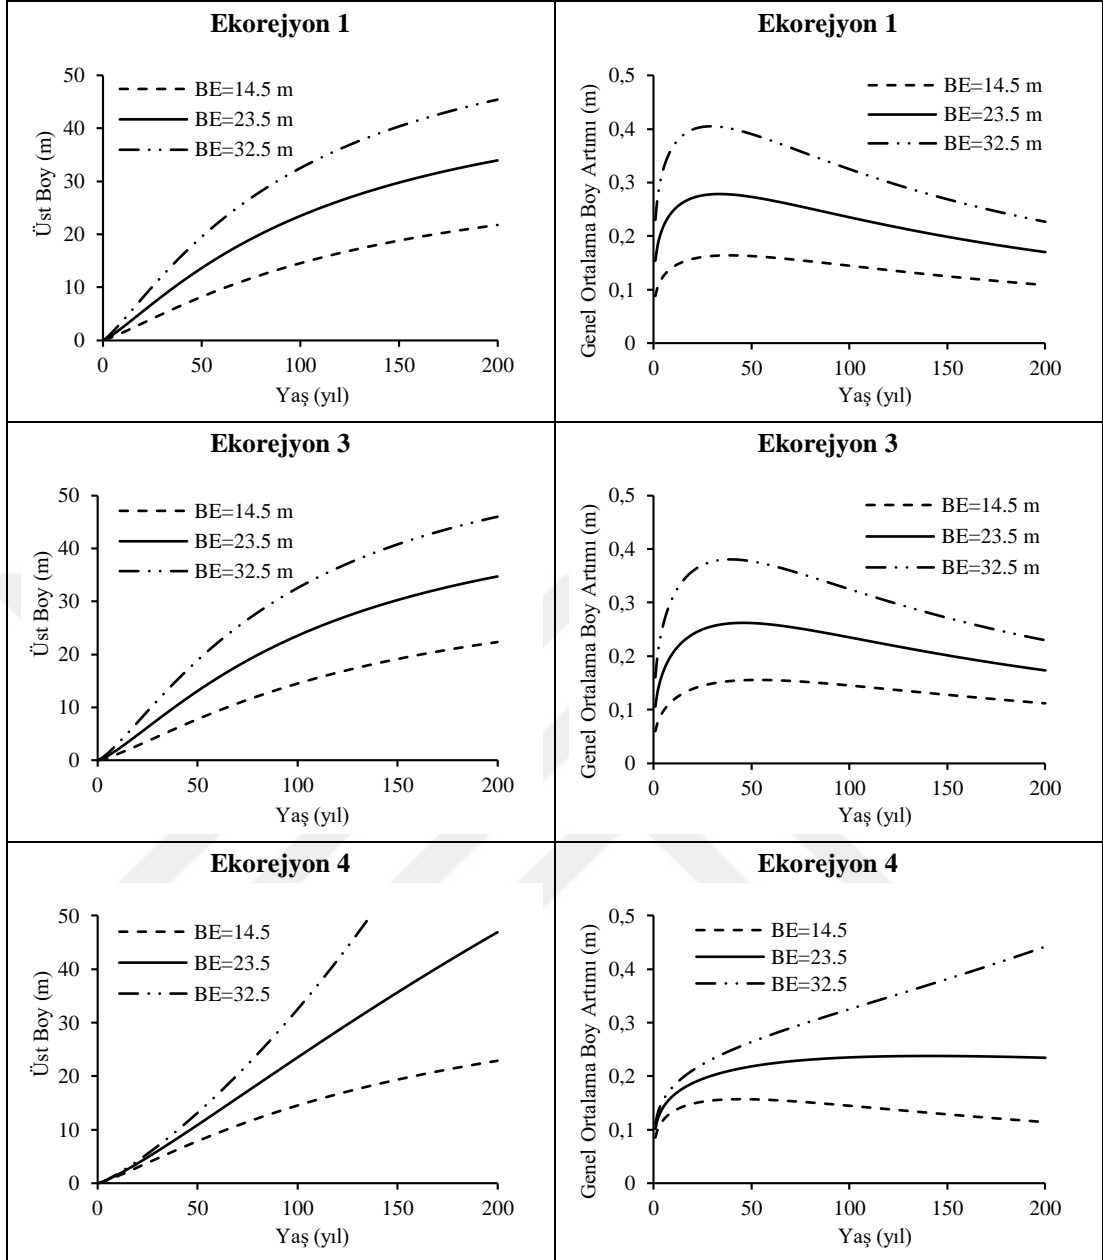 Ekorejyon 1
Üst Boy (m)
50
40
30
20
10
0
BE=14.5 m
BE=23.5 m
BE=32.5 m
0 50 100 150 200
Yaş (yıl)
Ekorejyon 1
Genel Ortalama Boy Artımı (m)
0,5
0,4
0,3
0,2
0,1
0
BE=14.5 m
BE=23.5 m
BE=32.5 m
0 50 100 150 200
Yaş (yıl)
Ekorejyon 3
Üst Boy (m)
50
40
30
20
10
0
BE=14.5 m
BE=23.5 m
BE=32.5 m
0 50 100 150 200
Yaş (yıl)
Ekorejyon 3
Genel Ortalama Boy Artımı (m)
0,5
0,4
0,3
0,2
0,1
0
BE=14.5 m
BE=23.5 m
BE=32.5 m
0 50 100 150 200
Yaş (yıl)
Ekorejyon 4
Üst Boy (m)
50
40
30
20
10
0
BE=14.5
BE=23.5
BE=32.5
0 50 100 150 200
Yaş (yıl)
Ekorejyon 4
Genel Ortalama Boy Artımı (m)
0,5
0,4
0,3
0,2
0,1
0
BE=14.5
BE=23.5
BE=32.5
0 50 100 150 200
Yaş (yıl)